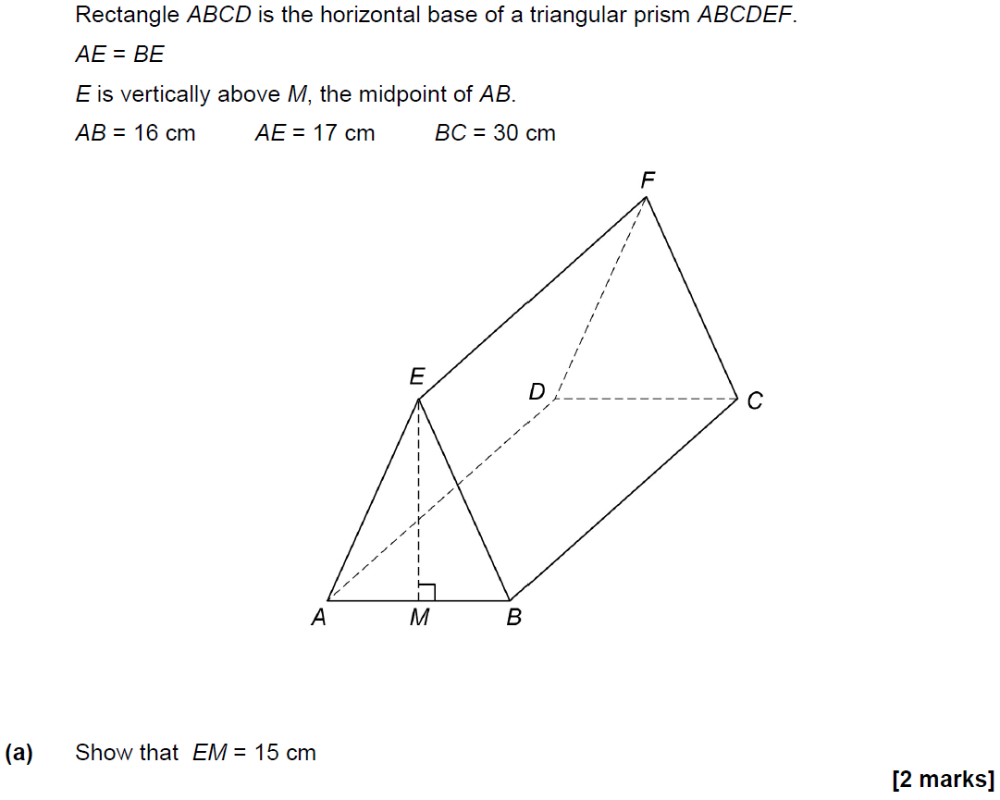 Rectangle ABCD is the horizontal base of a triangular prism ABCDEF.
AE = BE
E is vertically above M, the midpoint of AB.
AB = 16 cm AE = 17 cm BC = 30 cm
F
E
D
C
A
M
B
(a) Show that EM = 15 cm
[2 marks]